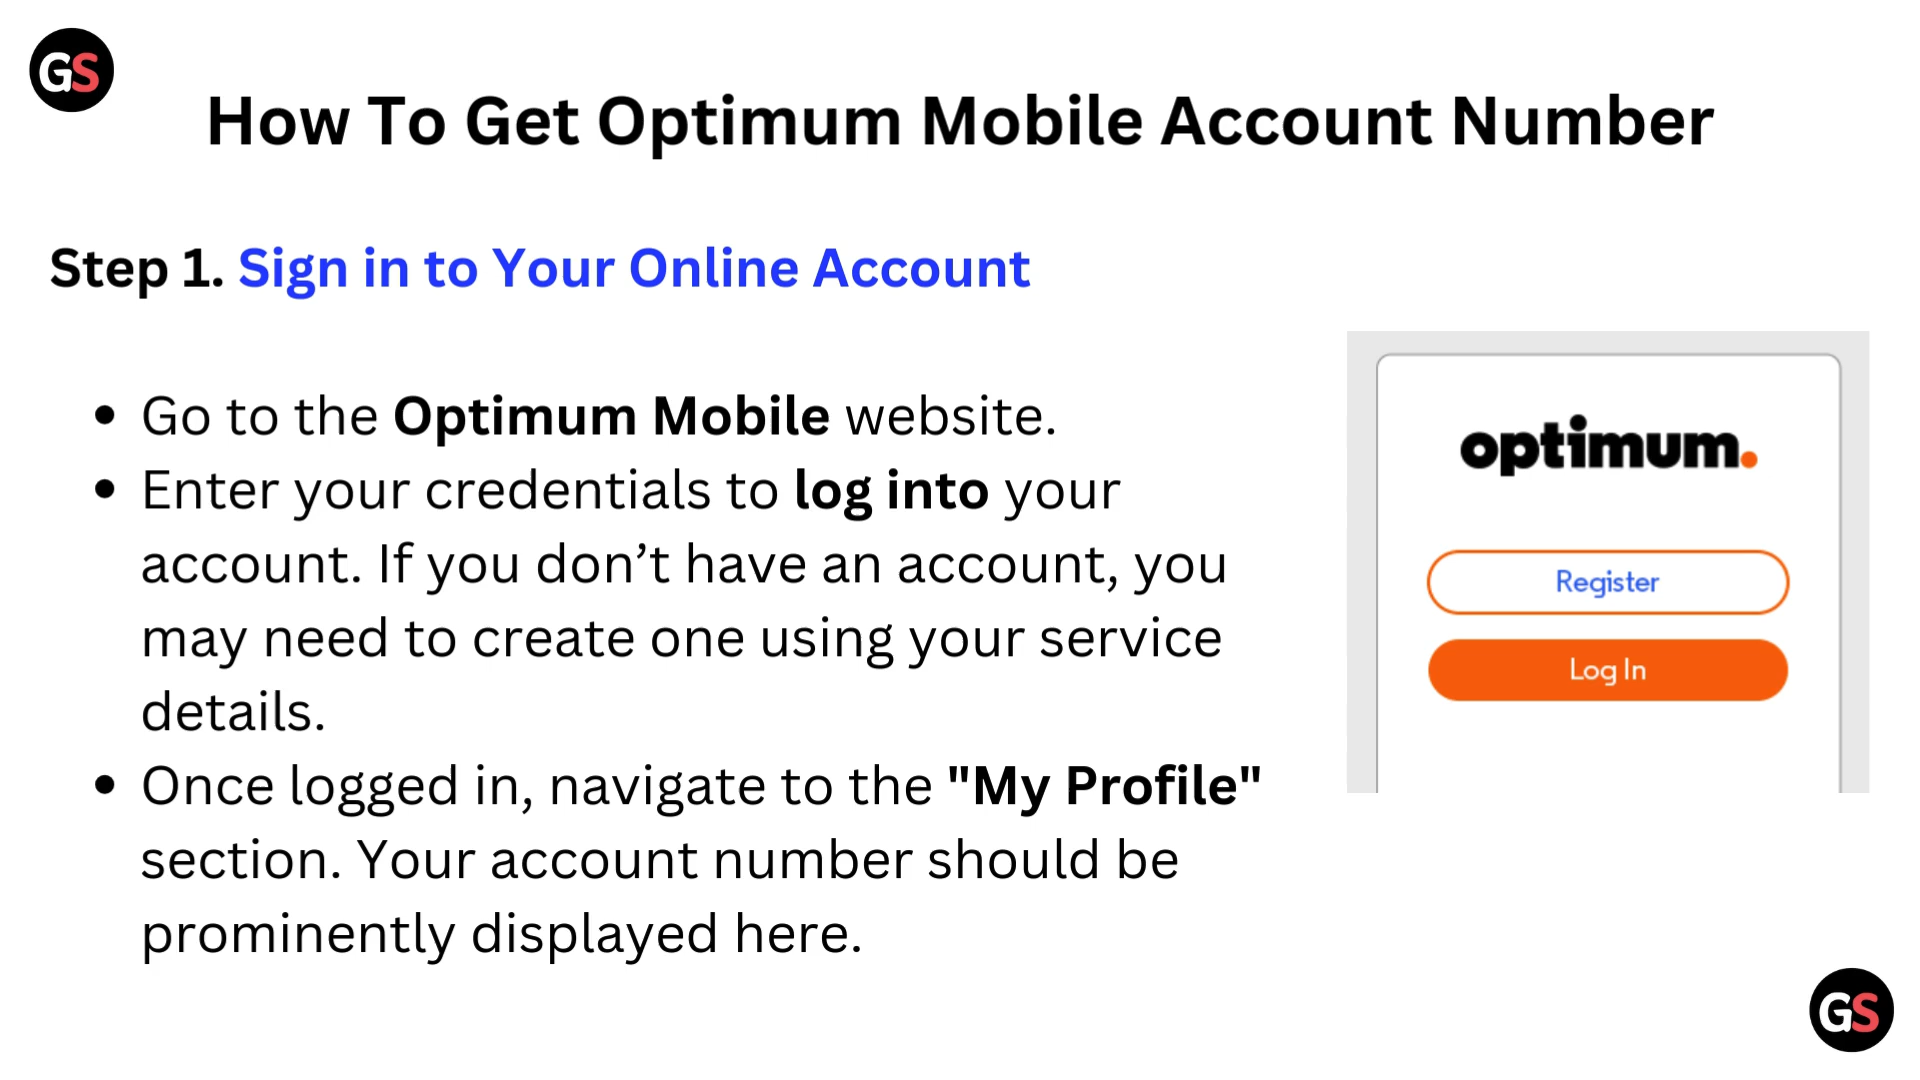 GS
How To Get Optimum Mobile Account Number
Step 1. Sign in to Your Online Account
• Go to the Optimum Mobile website.
• Enter your credentials to log into your
account. If you don’t have an account, you
may need to create one using your service
details.
• Once logged in, navigate to the "My Profile"
section. Your account number should be
prominently displayed here.
optimum.
Register
Log In
GS